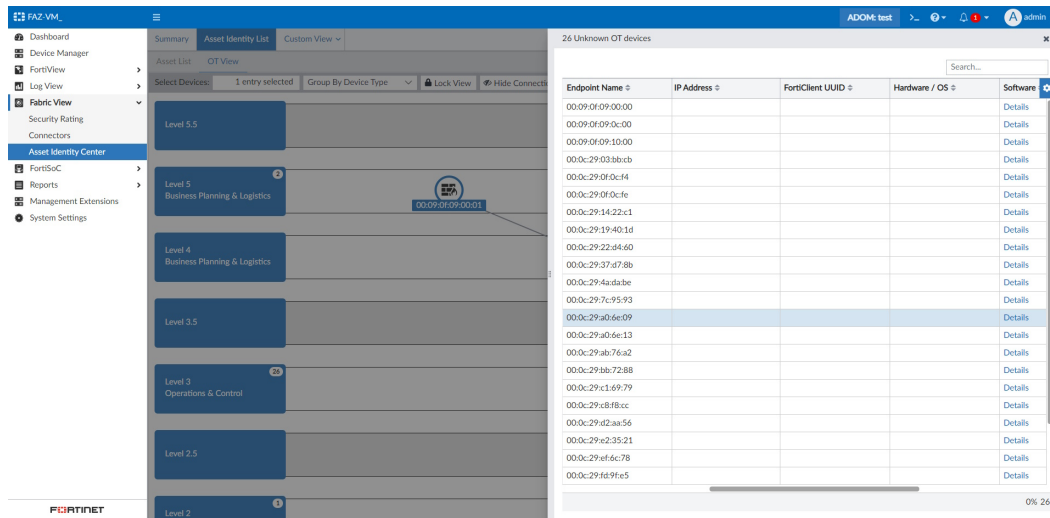 FAZ-VM_
ADOM: test
>_
1
A admin
Dashboard
Device Manager
FortiView
Log View
Fabric View
Security Rating
Connectors
Asset Identity Center
FortiSoC
Reports
Management Extensions
System Settings
FORTINET
Summary Asset Identity List Custom View
Asset List OT View
Select Devices: 1 entry selected Group By Device Type Lock View Hide Connecti
Level 5.5
2
Level 5
Business Planning & Logistics
00:09:0f:09:00:01
Level 4
Business Planning & Logistics
Level 3.5
26
Level 3
Operations & Control
Level 2.5
1
Level 2
26 Unknown OT devices
Search...
Endpoint Name IP Address FortiClient UUID Hardware / OS Software
00:09:0f:09:00:00 Details
00:09:0f:09:0c:00 Details
00:09:0f:09:10:00 Details
00:0c:29:03:bb:cb Details
00:0c:29:0f:0c:f4 Details
00:0c:29:0f:0c:fe Details
00:0c:29:14:22:c1 Details
00:0c:29:19:40:1d Details
00:0c:29:22:d4:60 Details
00:0c:29:37:d7:8b Details
00:0c:29:4a:da:be Details
00:0c:29:7c:95:93 Details
00:0c:29:a0:6e:09 Details
00:0c:29:a0:6e:13 Details
00:0c:29:ab:76:a2 Details
00:0c:29:bb:72:88 Details
00:0c:29:c1:69:79 Details
00:0c:29:c8:f8:cc Details
00:0c:29:d2:aa:56 Details
00:0c:29:e2:35:21 Details
00:0c:29:ef:6c:78 Details
00:0c:29:fd:9f:e5 Details
0% 26